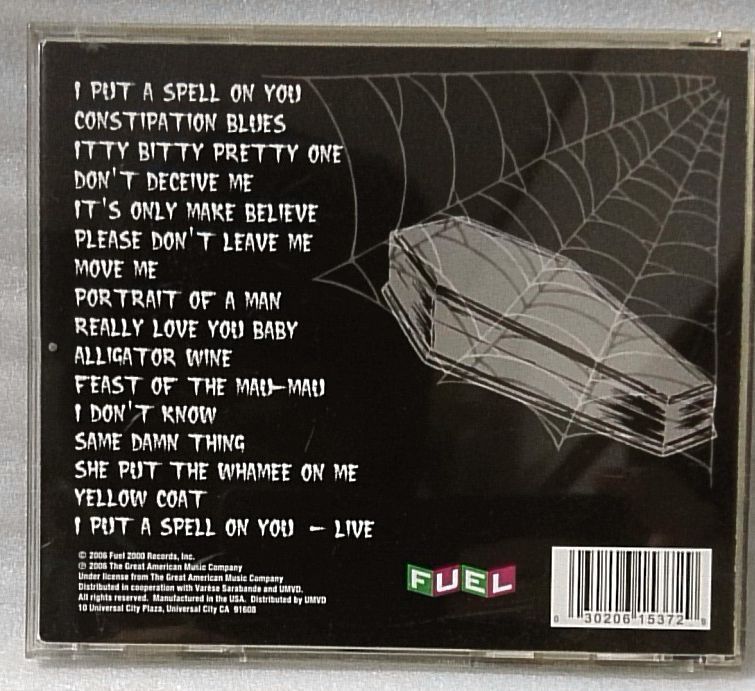 I PUT A SPELL ON YOU
CONSTIPATION BLUES
ITTY BITTY PRETTY ONE
DON'T DECEIVE ME
IT'S ONLY MAKE BELIEVE
PLEASE DON'T LEAVE ME
MOVE ME
PORTRAIT OF A MAN
REALLY LOVE YOU BABY
ALLIGATOR WINE
FEAST OF THE MAU-MAU
I DON'T KNOW
SAME DAMN THING
SHE PUT THE WHAMEE ON ME
YELLOW COAT
I PUT A SPELL ON YOU – LIVE
© 2006 Fuel 2000 Records, Inc.
℗ 2006 The Great American Music Company
Under license from The Great American Music Company
Distributed in cooperation with Varèse Sarabande and UMVD.
All rights reserved. Manufactured in the USA. Distributed by UMVD
10 Universal City Plaza, Universal City CA 91608
FUEL
0 30206 15372 9